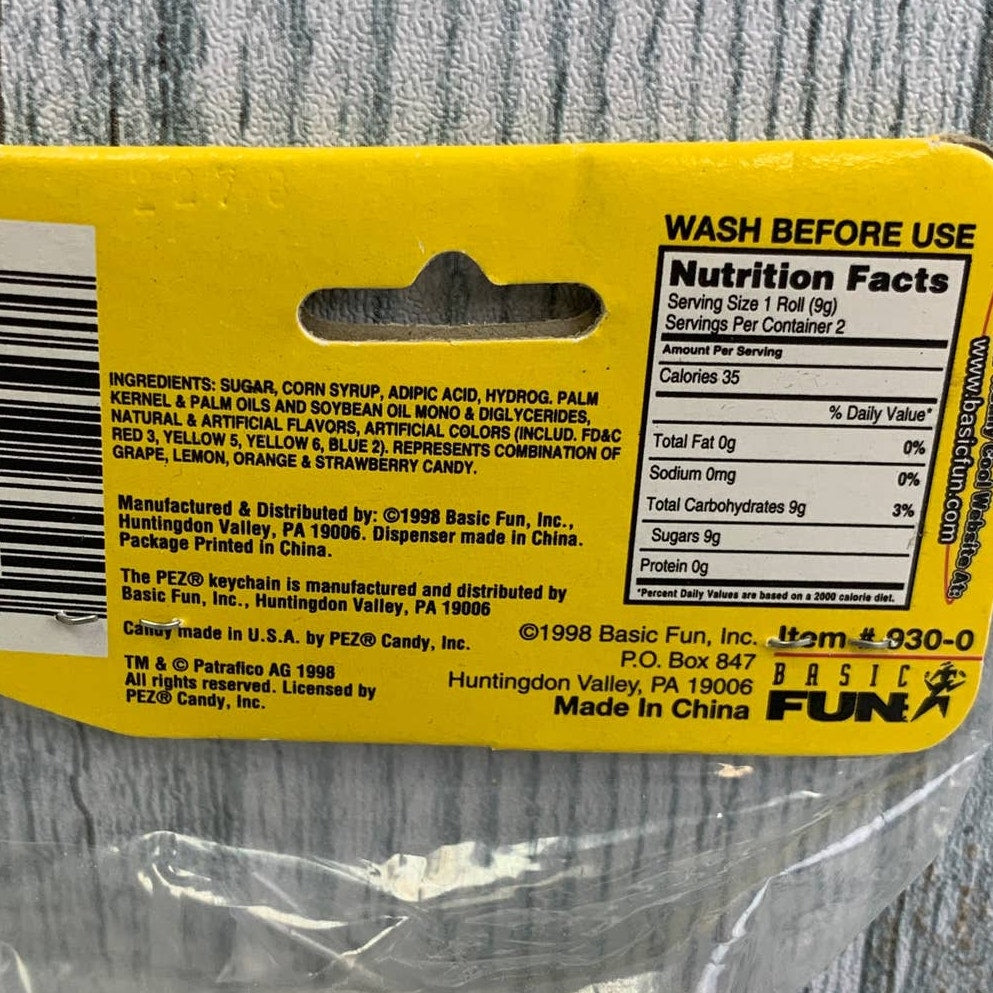 WASH BEFORE USE
Nutrition Facts
Serving Size 1 Roll (9g)
Servings Per Container 2
Amount Per Serving
Calories 35
% Daily Value*
Total Fat 0g 0%
Sodium 0mg 0%
Total Carbohydrates 9g 3%
Sugars 9g
Protein 0g
*Percent Daily Values are based on a 2000 calorie diet.
INGREDIENTS: SUGAR, CORN SYRUP, ADIPIC ACID, HYDROG. PALM
KERNEL & PALM OILS AND SOYBEAN OIL MONO & DIGLYCERIDES,
NATURAL & ARTIFICIAL FLAVORS, ARTIFICIAL COLORS (INCLUD. FD&C
RED 3, YELLOW 5, YELLOW 6, BLUE 2). REPRESENTS COMBINATION OF
GRAPE, LEMON, ORANGE & STRAWBERRY CANDY.
Manufactured & Distributed by: ©1998 Basic Fun, Inc.,
Huntingdon Valley, PA 19006. Dispenser made in China.
Package Printed in China.
The PEZ® keychain is manufactured and distributed by
Basic Fun, Inc., Huntingdon Valley, PA 19006
Candy made in U.S.A. by PEZ® Candy, Inc.
TM & © Patrafico AG 1998
All rights reserved. Licensed by
PEZ® Candy, Inc.
©1998 Basic Fun, Inc.
P.O. Box 847
Huntingdon Valley, PA 19006
Made In China
Item # 930-0
BASIC
FUN
Cool Website At:
www.basicfun.com